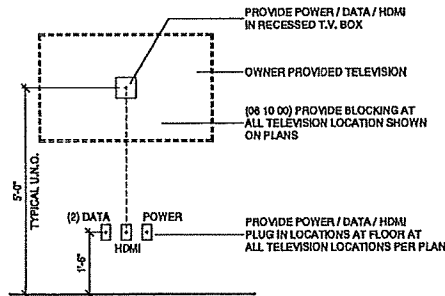 PROVIDE POWER / DATA / HDMI
IN RECESSED T.V. BOX
OWNER PROVIDED TELEVISION
(06 10 00) PROVIDE BLOCKING AT
ALL TELEVISION LOCATION SHOWN
ON PLANS
5'-0"
TYPICAL U.N.O.
(2) DATA
POWER
HDMI
1'-6"
PROVIDE POWER / DATA / HDMI
PLUG IN LOCATIONS AT FLOOR AT
ALL TELEVISION LOCATIONS PER PLAN